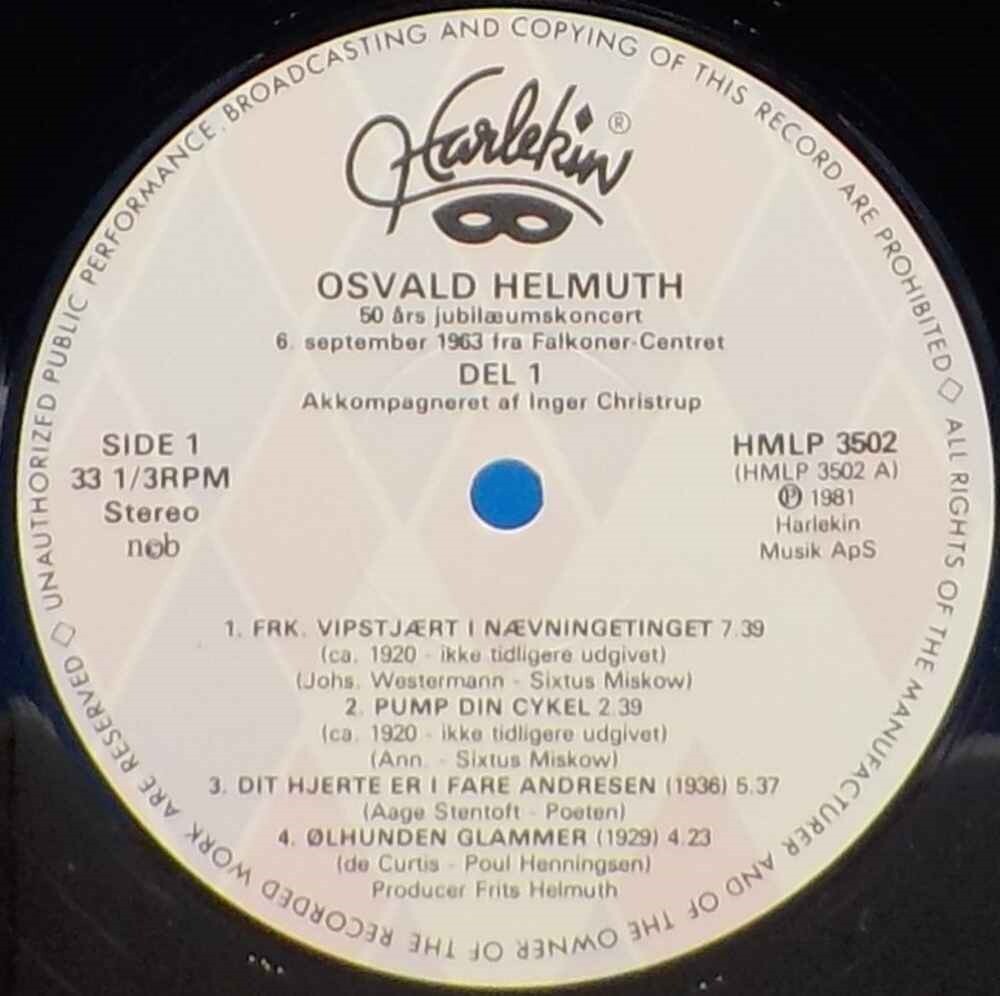 UNAUTHORIZED PUBLIC PERFORMANCE, BROADCASTING AND COPYING OF THIS RECORD ARE PROHIBITED ◇ ALL RIGHTS OF THE MANUFACTURER AND OF THE OWNER OF THE RECORDED WORK ARE RESERVED ◇
Harlekin ®
OSVALD HELMUTH
50 års jubilæumskoncert
6. september 1963 fra Falkoner-Centret
DEL 1
Akkompagneret af Inger Christrup
SIDE 1
33 1/3RPM
Stereo
ncb
HMLP 3502
(HMLP 3502 A)
℗ 1981
Harlekin
Musik ApS
1. FRK. VIPSTJÆRT I NÆVNINGETINGET 7.39
(ca. 1920 - ikke tidligere udgivet)
(Johs. Westermann - Sixtus Miskow)
2. PUMP DIN CYKEL 2.39
(ca. 1920 - ikke tidligere udgivet)
(Ann. - Sixtus Miskow)
3. DIT HJERTE ER I FARE ANDRESEN (1936) 5.37
(Aage Stentoft - Poeten)
4. ØLHUNDEN GLAMMER (1929) 4.23
(de Curtis - Poul Henningsen)
Producer Frits Helmuth